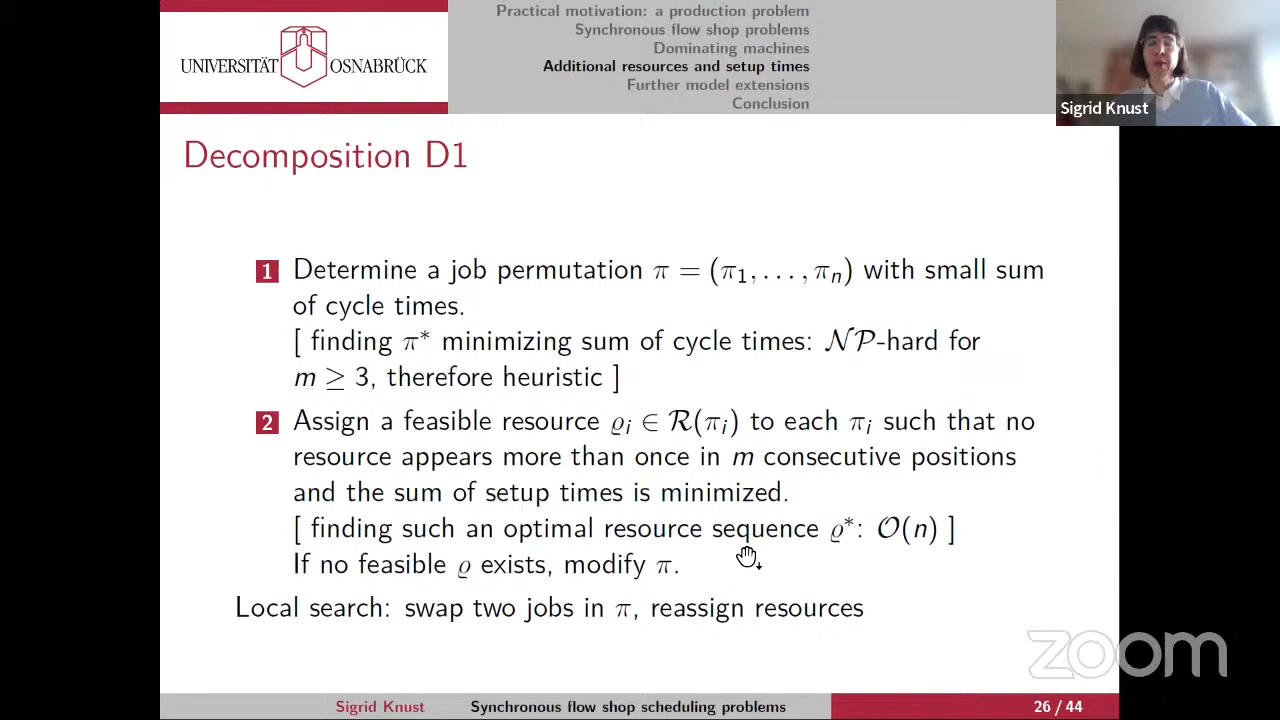 UNIVERSITÄT OSNABRÜCK
Practical motivation: a production problem
Synchronous flow shop problems
Dominating machines
Additional resources and setup times
Further model extensions
Conclusion
Sigrid Knust
Decomposition D1
1 Determine a job permutation π = (π₁, . . . , πₙ) with small sum
of cycle times.
[ finding π* minimizing sum of cycle times: 𝒩𝒫-hard for
m ≥ 3, therefore heuristic ]
2 Assign a feasible resource ϱᵢ ∈ ℛ(πᵢ) to each πᵢ such that no
resource appears more than once in m consecutive positions
and the sum of setup times is minimized.
[ finding such an optimal resource sequence ϱ*: 𝒪(n) ]
If no feasible ϱ exists, modify π.
Local search: swap two jobs in π, reassign resources
zoom
Sigrid Knust Synchronous flow shop scheduling problems 26 / 44